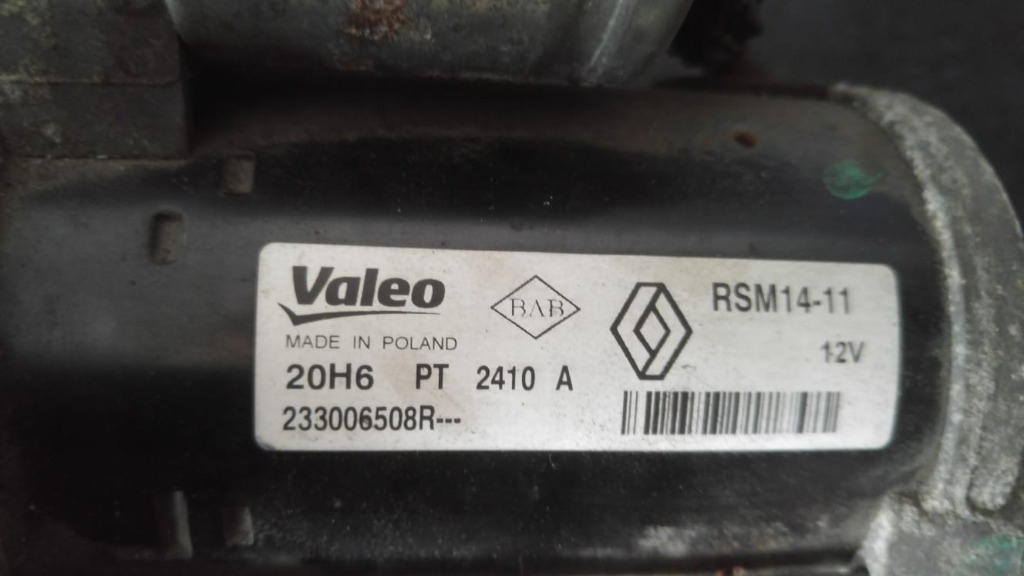 Valeo
BAB
RSM14-11
12V
MADE IN POLAND
20H6 PT 2410 A
233006508R---